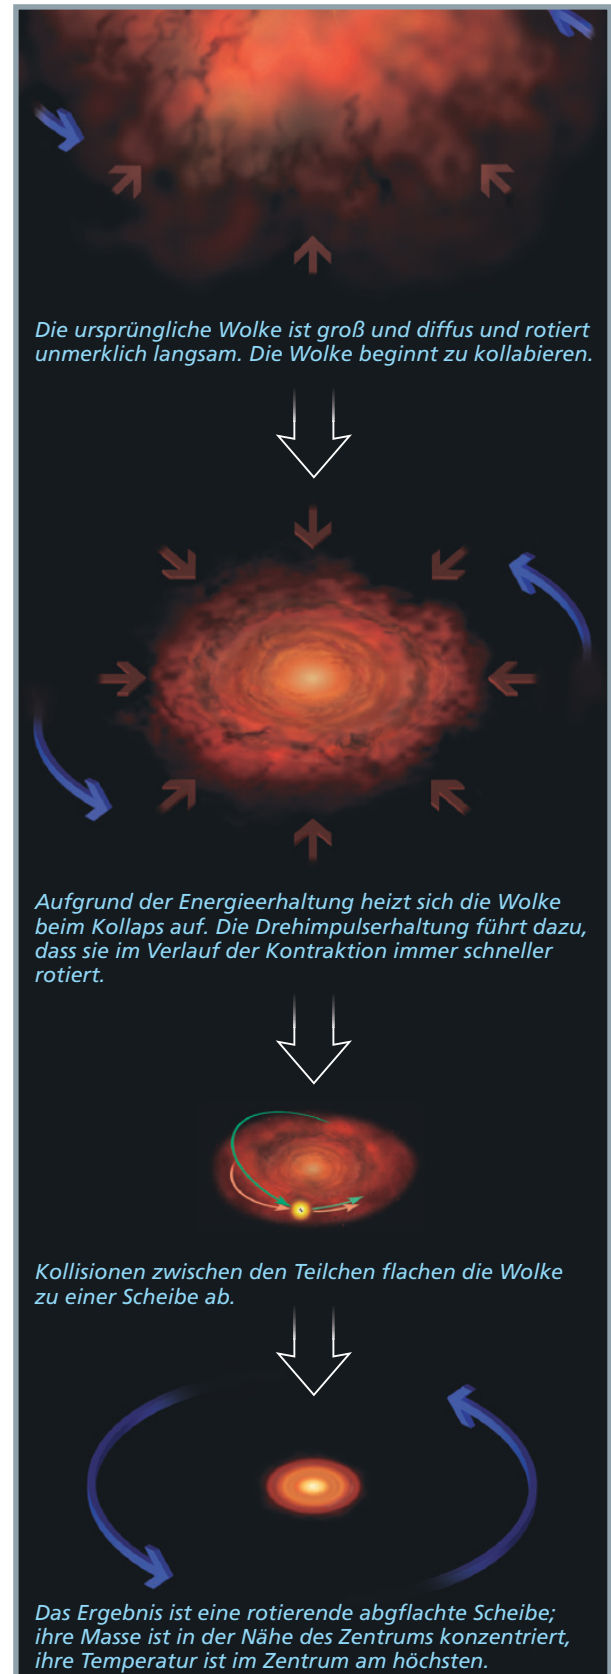 Die ursprüngliche Wolke ist groß und diffus und rotiert
unmerklich langsam. Die Wolke beginnt zu kollabieren.
Aufgrund der Energieerhaltung heizt sich die Wolke
beim Kollaps auf. Die Drehimpulserhaltung führt dazu,
dass sie im Verlauf der Kontraktion immer schneller
rotiert.
Kollisionen zwischen den Teilchen flachen die Wolke
zu einer Scheibe ab.
Das Ergebnis ist eine rotierende abgflachte Scheibe;
ihre Masse ist in der Nähe des Zentrums konzentriert,
ihre Temperatur ist im Zentrum am höchsten.